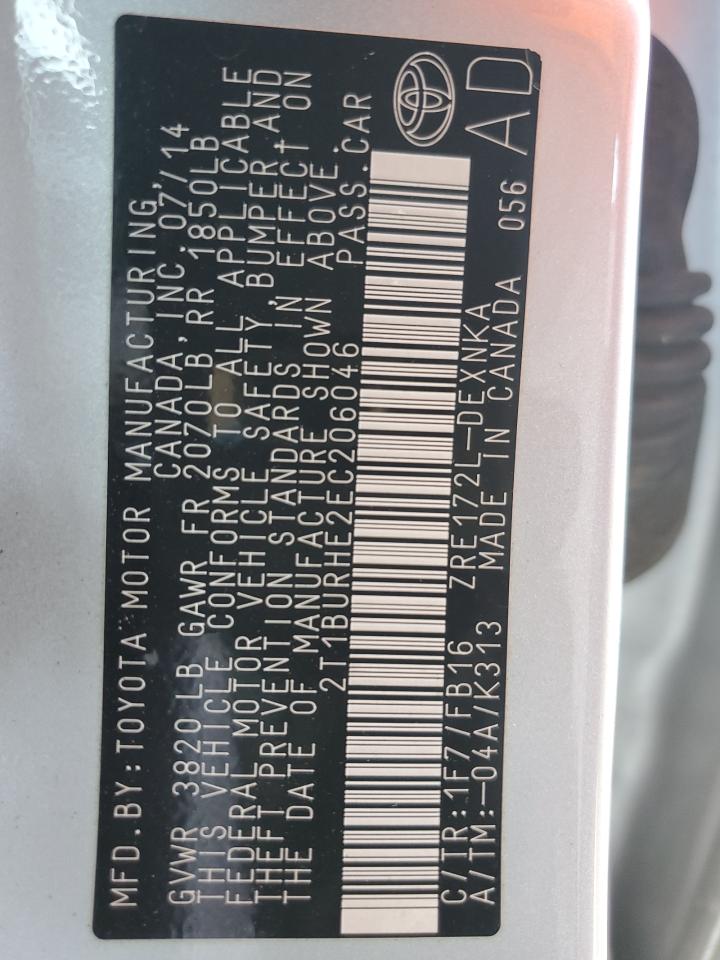 MFD.BY:TOYOTA MOTOR MANUFACTURING,
CANADA, INC. 07/14
GVWR 3820LB GAWR FR 2070LB, RR 1850LB
THIS VEHICLE CONFORMS TO ALL APPLICABLE
FEDERAL MOTOR VEHICLE SAFETY, BUMPER, AND
THEFT PREVENTION STANDARDS IN EFFECT ON
THE DATE OF MANUFACTURE SHOWN ABOVE.
2T1BURHE2EC206046 PASS.CAR
C/TR:1F7/FB16 ZRE172L-DEXNKA
A/TM:-04A/K313 MADE IN CANADA 056
AD